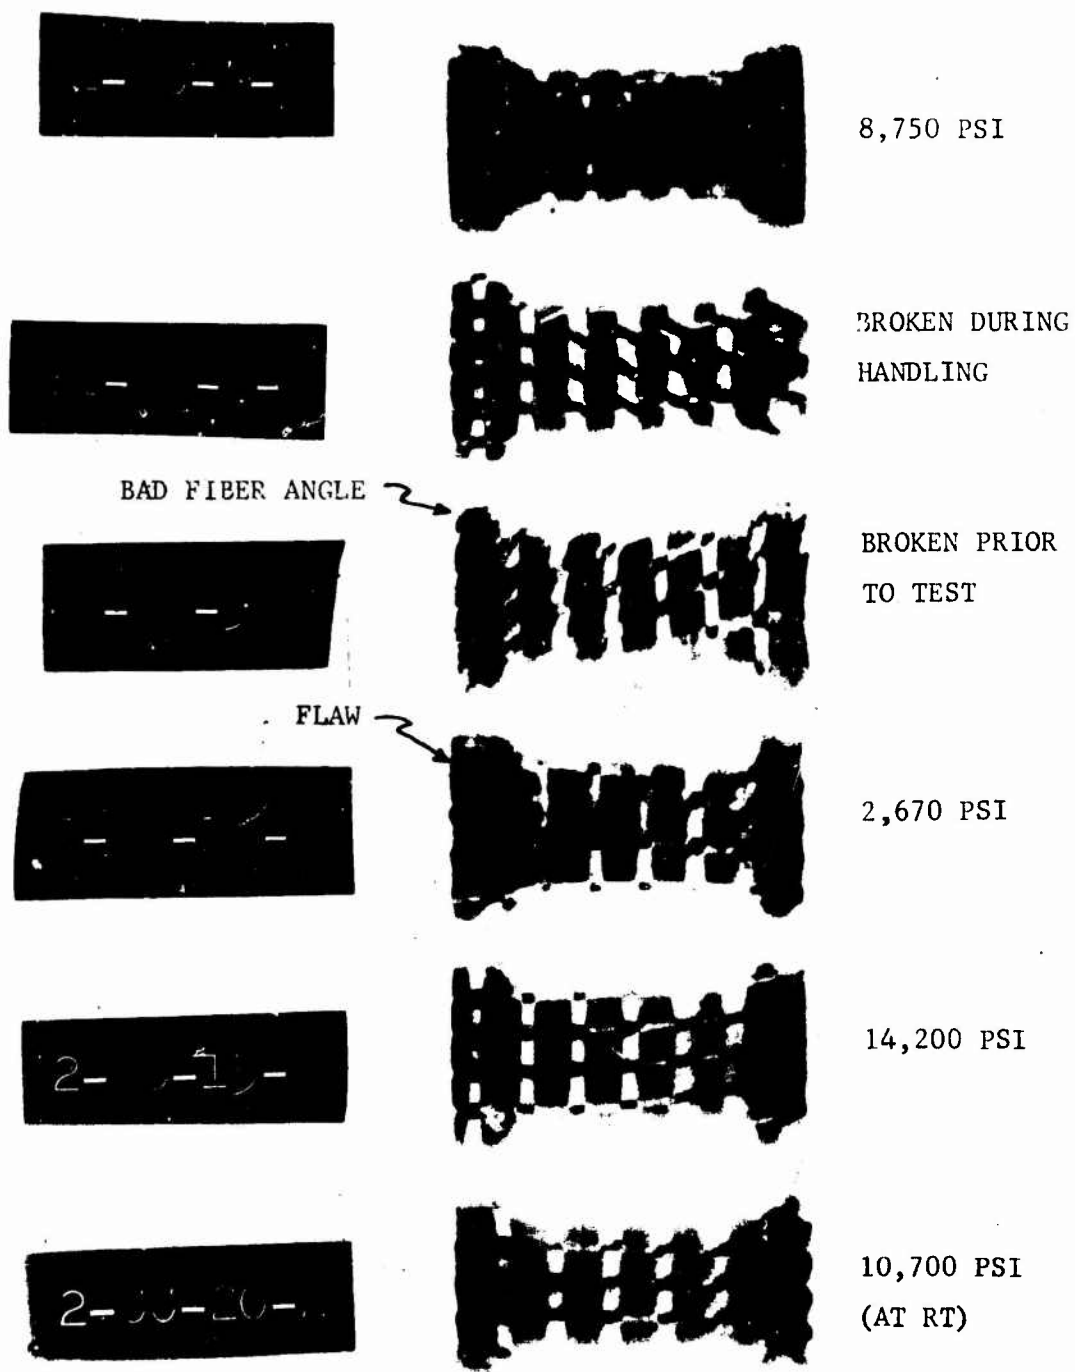 8,750 PSI
BROKEN DURING
HANDLING
BAD FIBER ANGLE
BROKEN PRIOR
TO TEST
FLAW
2,670 PSI
14,200 PSI
10,700 PSI
(AT RT)